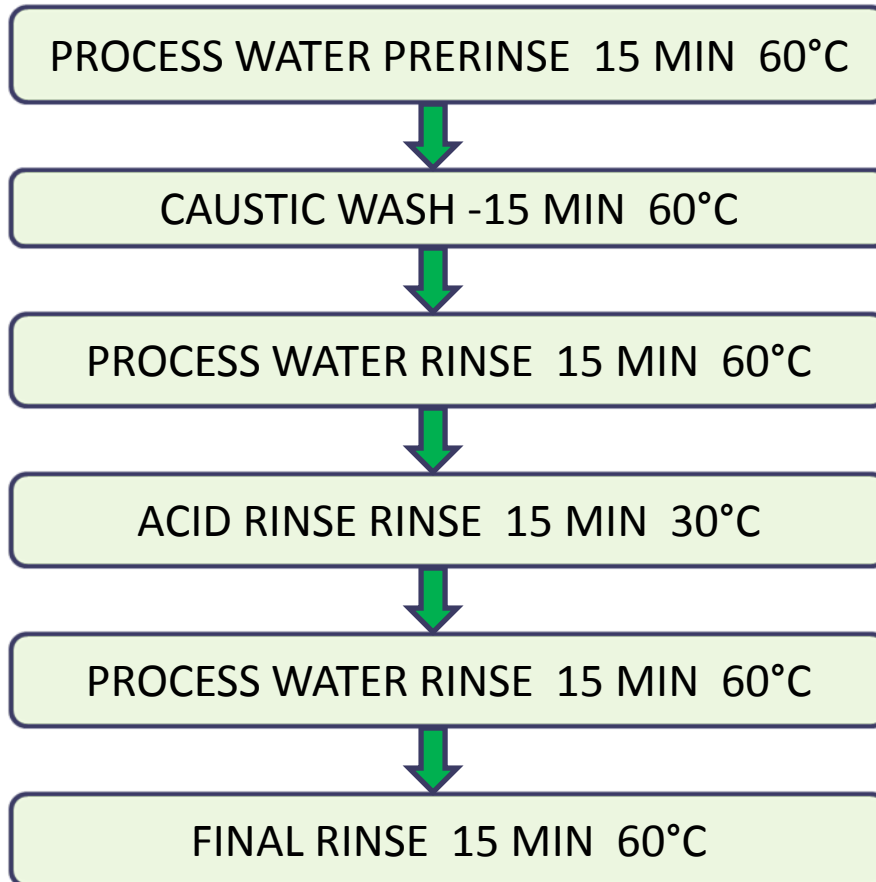 PROCESS WATER PRERINSE 15 MIN 60°C
CAUSTIC WASH -15 MIN 60°C
PROCESS WATER RINSE 15 MIN 60°C
ACID RINSE RINSE 15 MIN 30°C
PROCESS WATER RINSE 15 MIN 60°C
FINAL RINSE 15 MIN 60°C